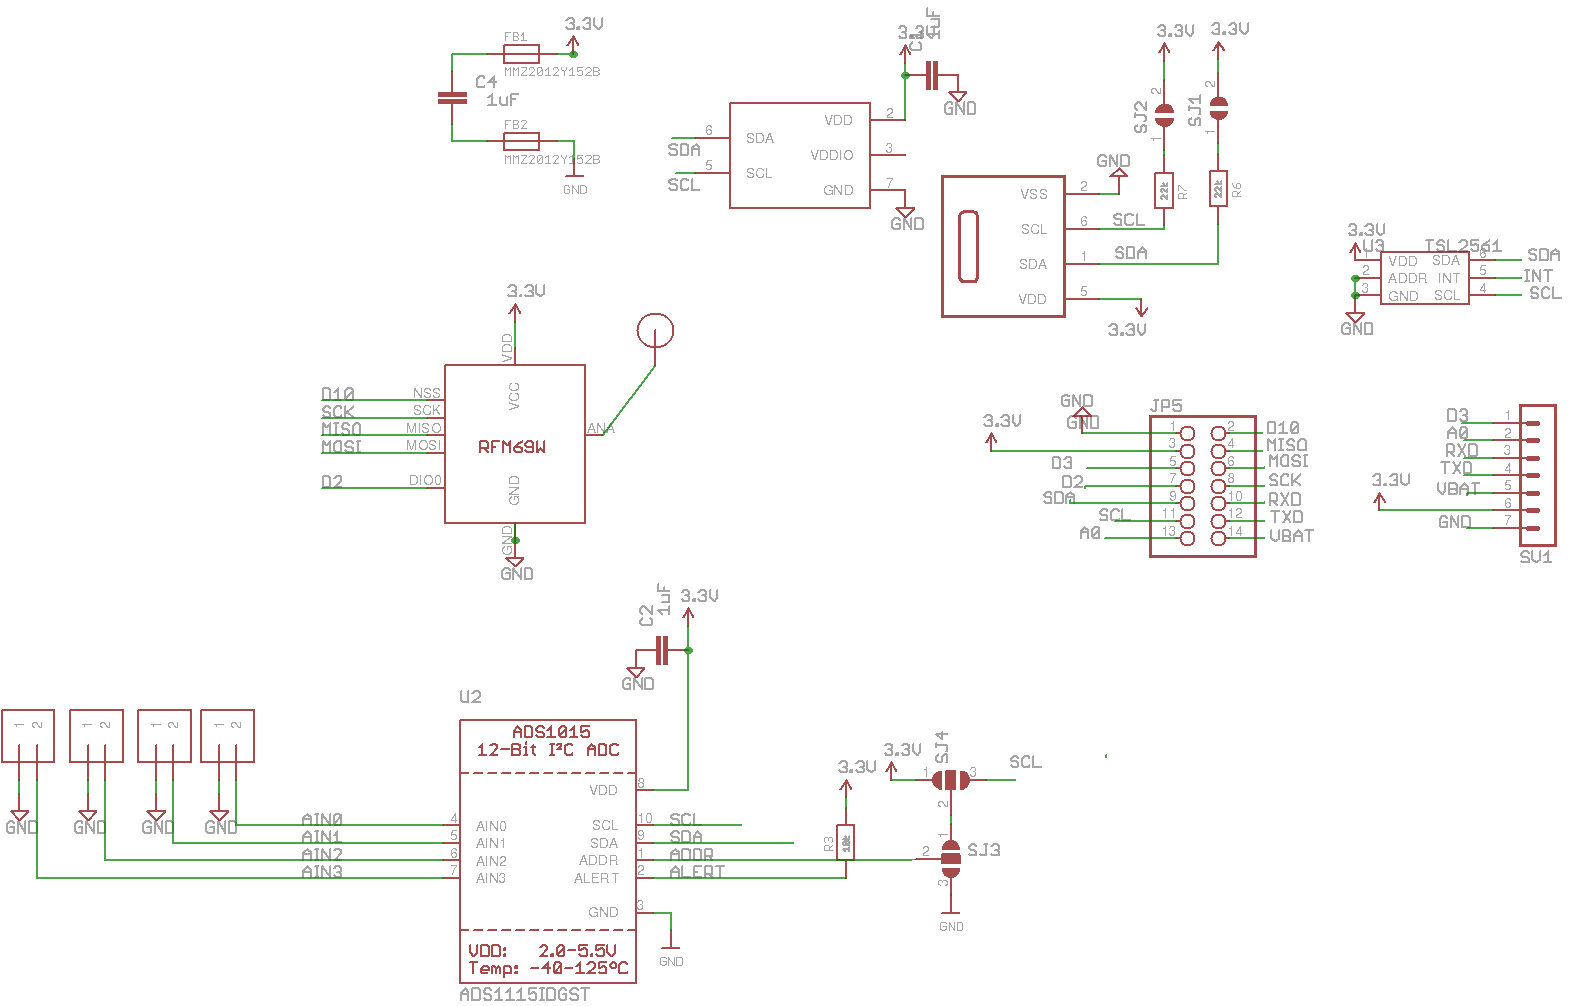 3.3V
FB1
MMZ2012Y152B
C4
1uF
FB2
MMZ2012Y152B
GND
3.3V
C1
1uF
GND
6 SDA VDD 2
SDA
VDDIO 3
5 SCL
SCL
GND 7
GND
3.3V
3.3V
2
2
SJ2
SJ1
1
1
22k
R7
22k
R6
GND
VSS 2
SCL 6 SCL
SDA 1 SDA
VDD 5
3.3V
3.3V
U3 TSL2561
1 VDD SDA 6 SDA
2 ADDR INT 5 INT
3 GND SCL 4 SCL
GND
3.3V
VDD
VCC
D10 NSS
SCK SCK
MISO MISO
MOSI MOSI
D2 DIO0
RFM69W
ANA
GND
GND
GND
GND
GND
JP5
3.3V
1 2 D10
3 4 MISO
D3 5 6 MOSI
D2 7 8 SCK
SDA 9 10 RXD
SCL 11 12 TXD
A0 13 14 VBAT
D3 1
A0 2
RXD 3
TXD 4
VBAT 5
3.3V
6
GND 7
SV1
C2
1uF
3.3V
GND
U2
ADS1015
12-Bit I²C ADC
VDD 8
AIN0 4 AIN0 SCL 10 SCL
AIN1 5 AIN1 SDA 9 SDA
AIN2 6 AIN2 ADDR 1 ADDR
AIN3 7 AIN3 ALERT 2 ALERT
GND 3
GND
VDD: 2.0-5.5V
Temp: -40-125ºC
ADS1115IDGST
1 2
1 2
1 2
1 2
GND
GND
GND
GND
3.3V
R3
10k
3.3V
SJ4
1 3
SCL
2
1
2
SJ3
3
GND